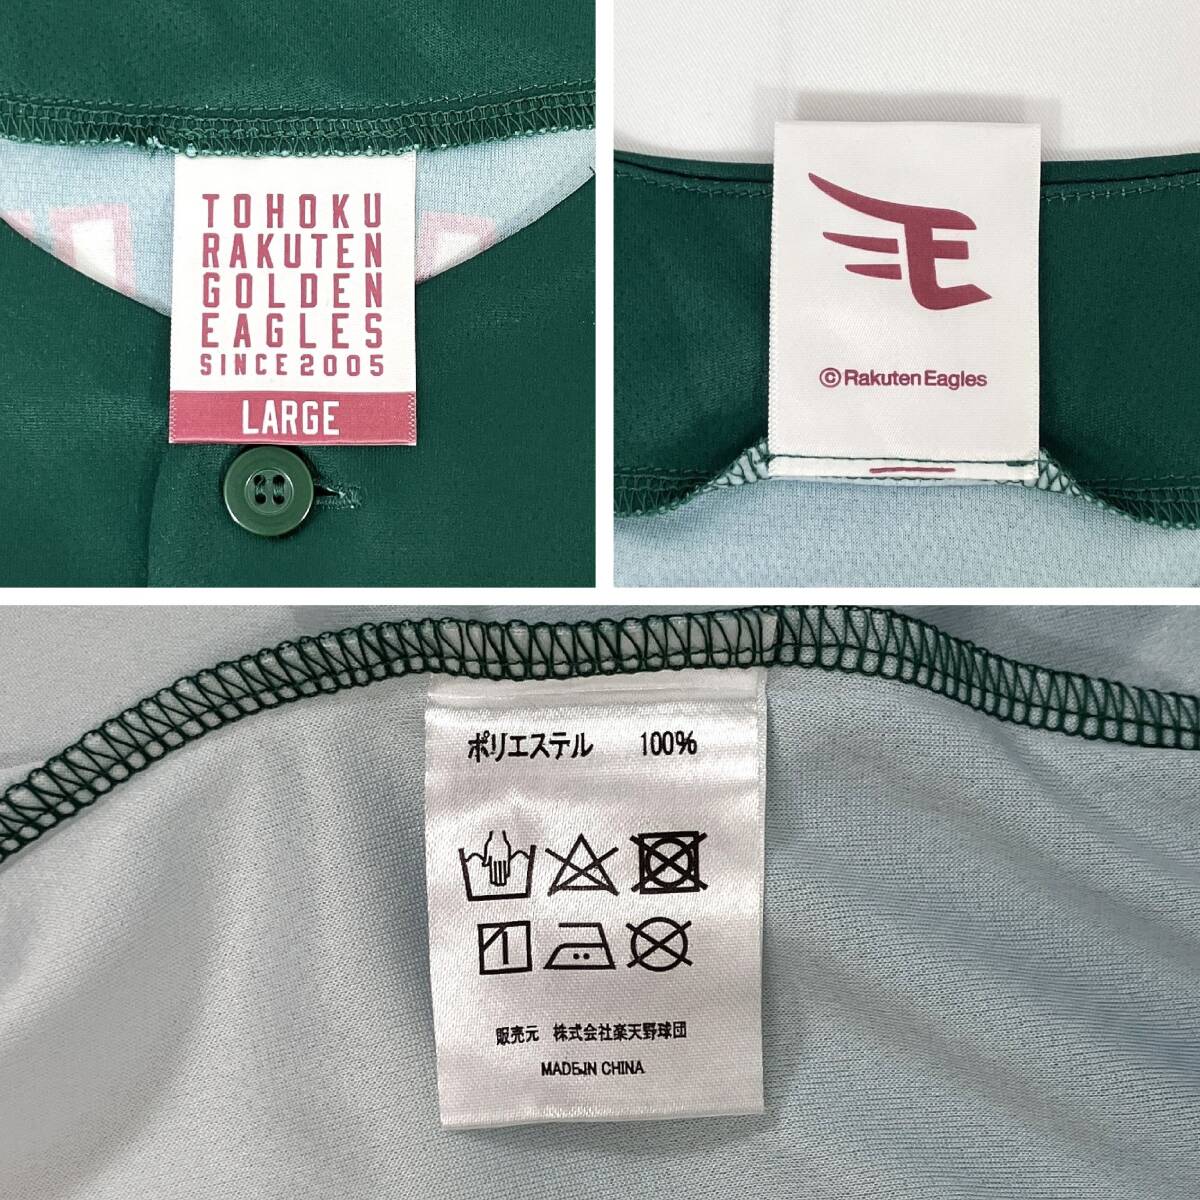 TOHOKU
RAKUTEN
GOLDEN
EAGLES
SINCE 2005
LARGE
E
©Rakuten Eagles
ポリエステル 100%
販売元 株式会社楽天野球団
MADE IN CHINA